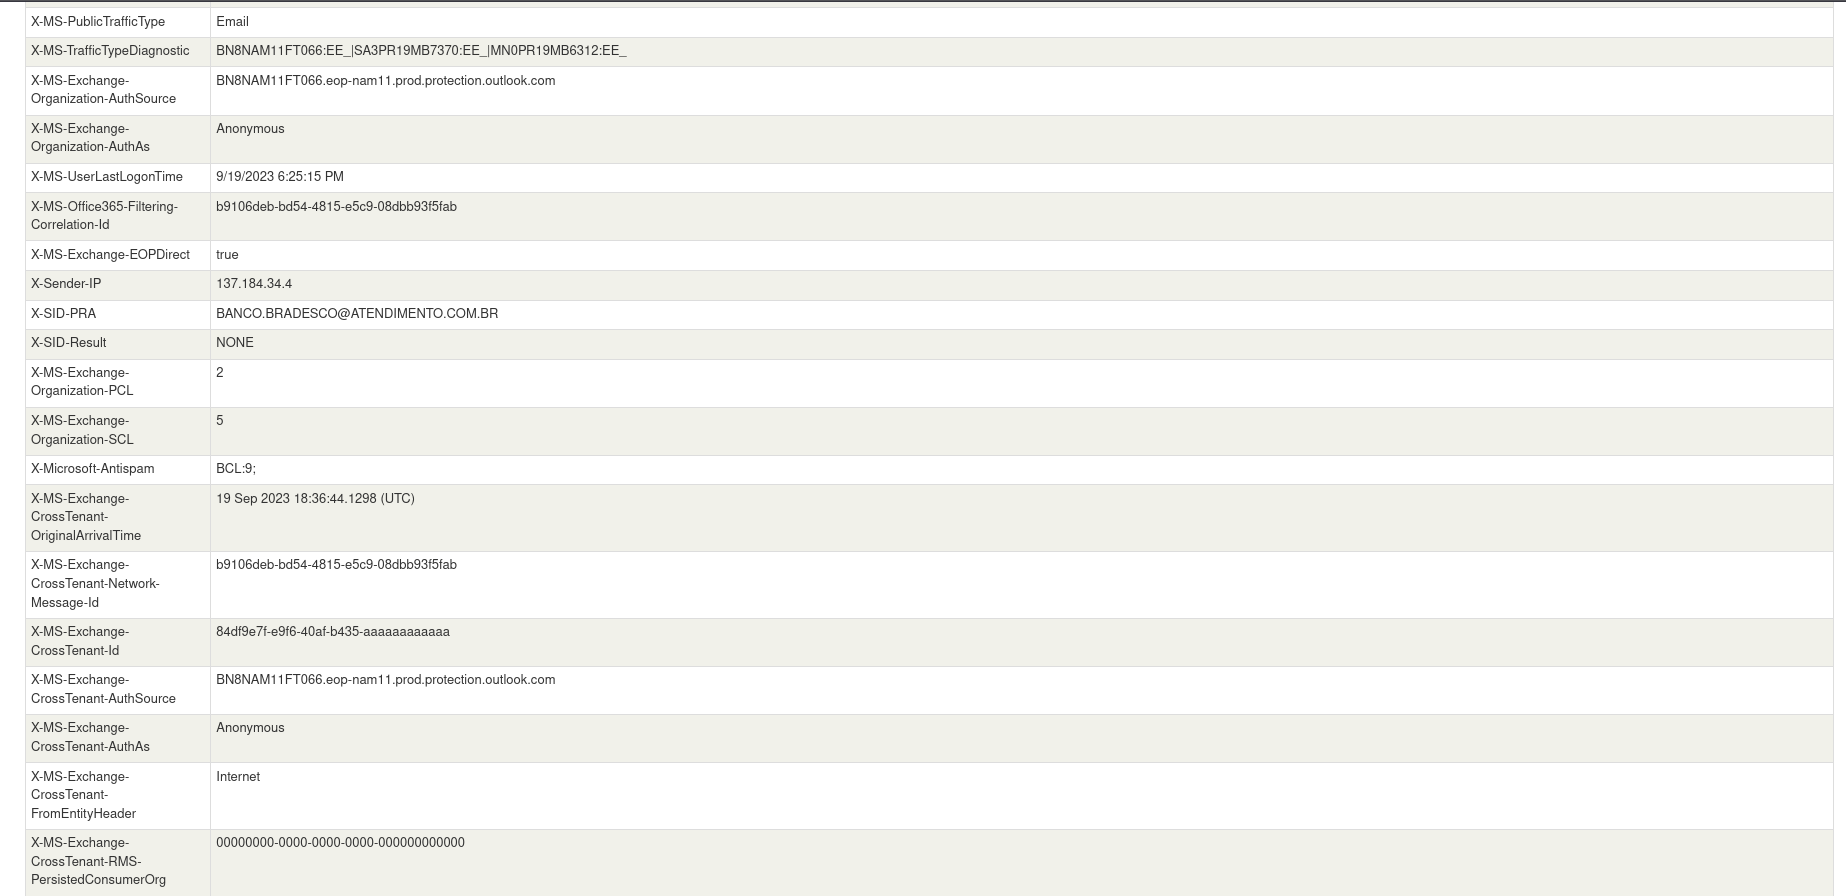 X-MS-PublicTrafficType Email
X-MS-TrafficTypeDiagnostic BN8NAM11FT066:EE_|SA3PR19MB7370:EE_|MN0PR19MB6312:EE_
X-MS-Exchange- BN8NAM11FT066.eop-nam11.prod.protection.outlook.com
Organization-AuthSource
X-MS-Exchange- Anonymous
Organization-AuthAs
X-MS-UserLastLogonTime 9/19/2023 6:25:15 PM
X-MS-Office365-Filtering- b9106deb-bd54-4815-e5c9-08dbb93f5fab
Correlation-Id
X-MS-Exchange-EOPDirect true
X-Sender-IP 137.184.34.4
X-SID-PRA BANCO.BRADESCO@ATENDIMENTO.COM.BR
X-SID-Result NONE
X-MS-Exchange- 2
Organization-PCL
X-MS-Exchange- 5
Organization-SCL
X-Microsoft-Antispam BCL:9;
X-MS-Exchange- 19 Sep 2023 18:36:44.1298 (UTC)
CrossTenant-
OriginalArrivalTime
X-MS-Exchange- b9106deb-bd54-4815-e5c9-08dbb93f5fab
CrossTenant-Network-
Message-Id
X-MS-Exchange- 84df9e7f-e9f6-40af-b435-aaaaaaaaaaaa
CrossTenant-Id
X-MS-Exchange- BN8NAM11FT066.eop-nam11.prod.protection.outlook.com
CrossTenant-AuthSource
X-MS-Exchange- Anonymous
CrossTenant-AuthAs
X-MS-Exchange- Internet
CrossTenant-
FromEntityHeader
X-MS-Exchange- 00000000-0000-0000-0000-000000000000
CrossTenant-RMS-
PersistedConsumerOrg